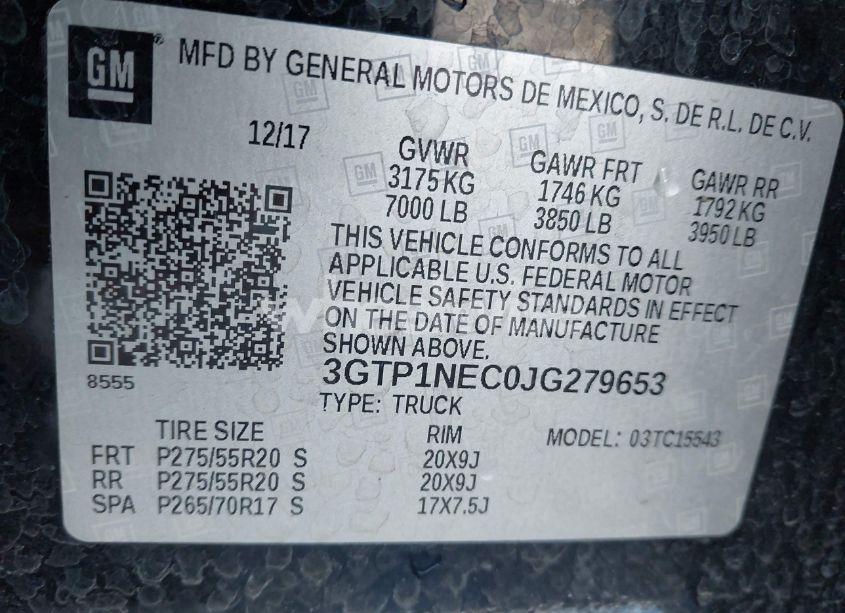 GM
MFD BY GENERAL MOTORS DE MEXICO, S. DE R.L. DE C.V.
12/17
GVWR GAWR FRT GAWR RR
3175 KG 1746 KG 1792 KG
7000 LB 3850 LB 3950 LB
THIS VEHICLE CONFORMS TO ALL
APPLICABLE U.S. FEDERAL MOTOR
VEHICLE SAFETY STANDARDS IN EFFECT
ON THE DATE OF MANUFACTURE
SHOWN ABOVE.
8555
3GTP1NEC0JG279653
TYPE: TRUCK
TIRE SIZE RIM MODEL: 03TC15543
FRT P275/55R20 S 20X9J
RR P275/55R20 S 20X9J
SPA P265/70R17 S 17X7.5J